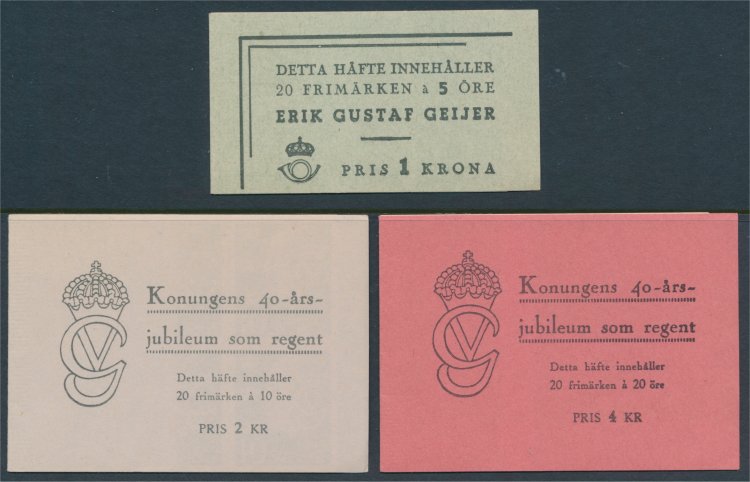 DETTA HÄFTE INNEHÅLLER
20 FRIMÄRKEN à 5 ÖRE
ERIK GUSTAF GEIJER
PRIS 1 KRONA
Konungens 40-års-
jubileum som regent
Detta häfte innehåller
20 frimärken à 10 öre
PRIS 2 KR
GV
Konungens 40-års-
jubileum som regent
Detta häfte innehåller
20 frimärken à 20 öre
PRIS 4 KR
GV